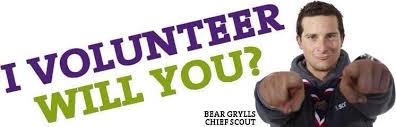 I VOLUNTEER
WILL YOU?
BEAR GRYLLS
CHIEF SCOUT